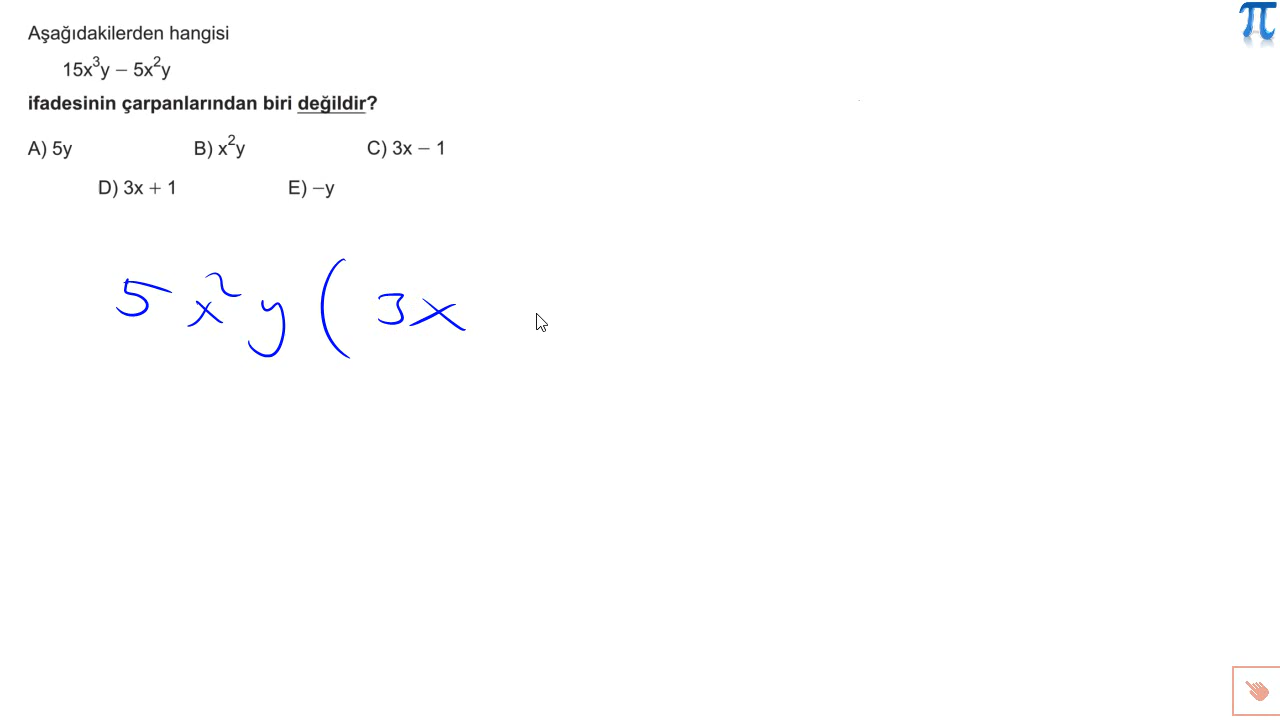 Aşağıdakilerden hangisi
15x³y – 5x²y
ifadesinin çarpanlarından biri değildir?
A) 5y B) x²y C) 3x – 1
D) 3x + 1 E) –y
5x²y ( 3x
π